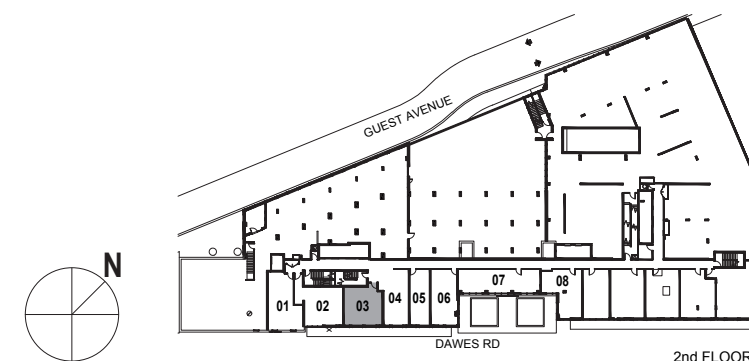 GUEST AVENUE
N
01 02 03 04 05 06 07 08
DAWES RD
2nd FLOOR